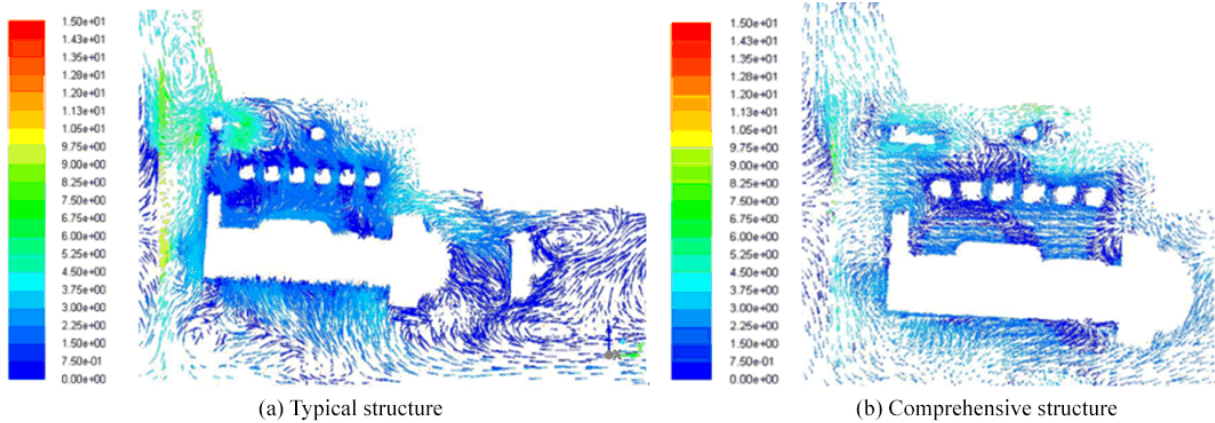 1.50e+01
1.43e+01
1.35e+01
1.28e+01
1.20e+01
1.13e+01
1.05e+01
9.75e+00
9.00e+00
8.25e+00
7.50e+00
6.75e+00
6.00e+00
5.25e+00
4.50e+00
3.75e+00
3.00e+00
2.25e+00
1.50e+00
7.50e-01
0.00e+00
(a) Typical structure
1.50e+01
1.43e+01
1.35e+01
1.28e+01
1.20e+01
1.13e+01
1.05e+01
9.75e+00
9.00e+00
8.25e+00
7.50e+00
6.75e+00
6.00e+00
5.25e+00
4.50e+00
3.75e+00
3.00e+00
2.25e+00
1.50e+00
7.50e-01
0.00e+00
(b) Comprehensive structure